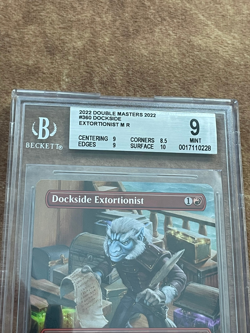 2022 DOUBLE MASTERS 2022
#360 DOCKSIDE
EXTORTIONIST M R
CENTERING 9 CORNERS 8.5
EDGES 9 SURFACE 10
9
MINT
0017110228
B
BECKETT
Dockside Extortionist 1